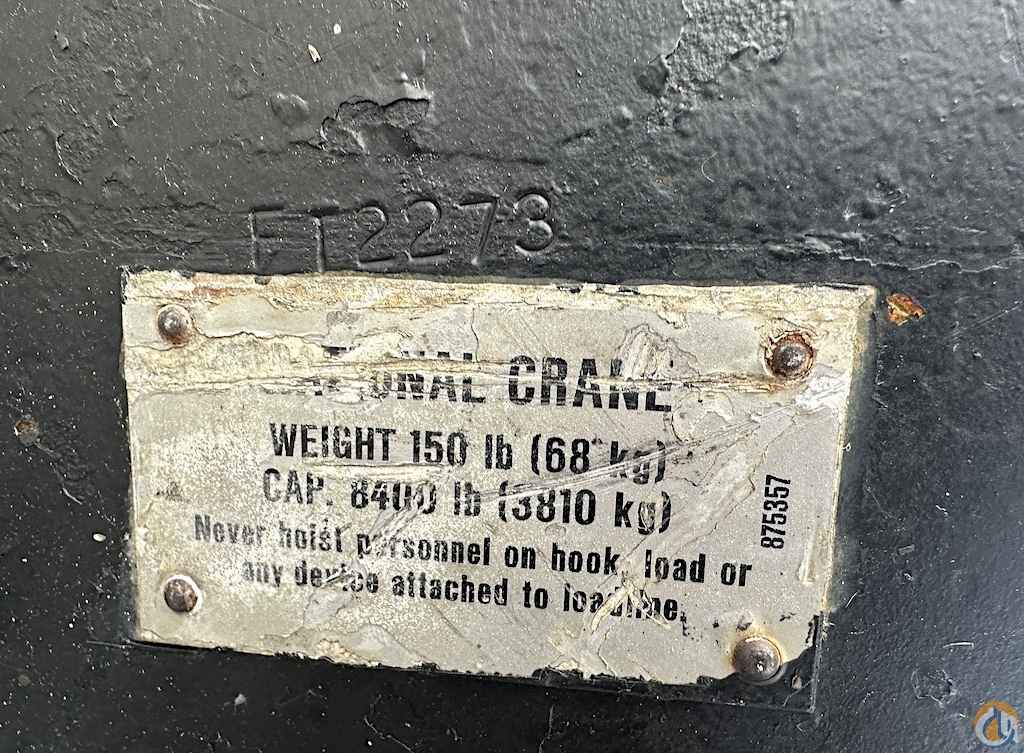 FT2273
NATIONAL CRANE
WEIGHT 150 lb (68 kg)
CAP. 8400 lb (3810 kg)
Never hoist personnel on hook, load or
any device attached to loadline.
875357